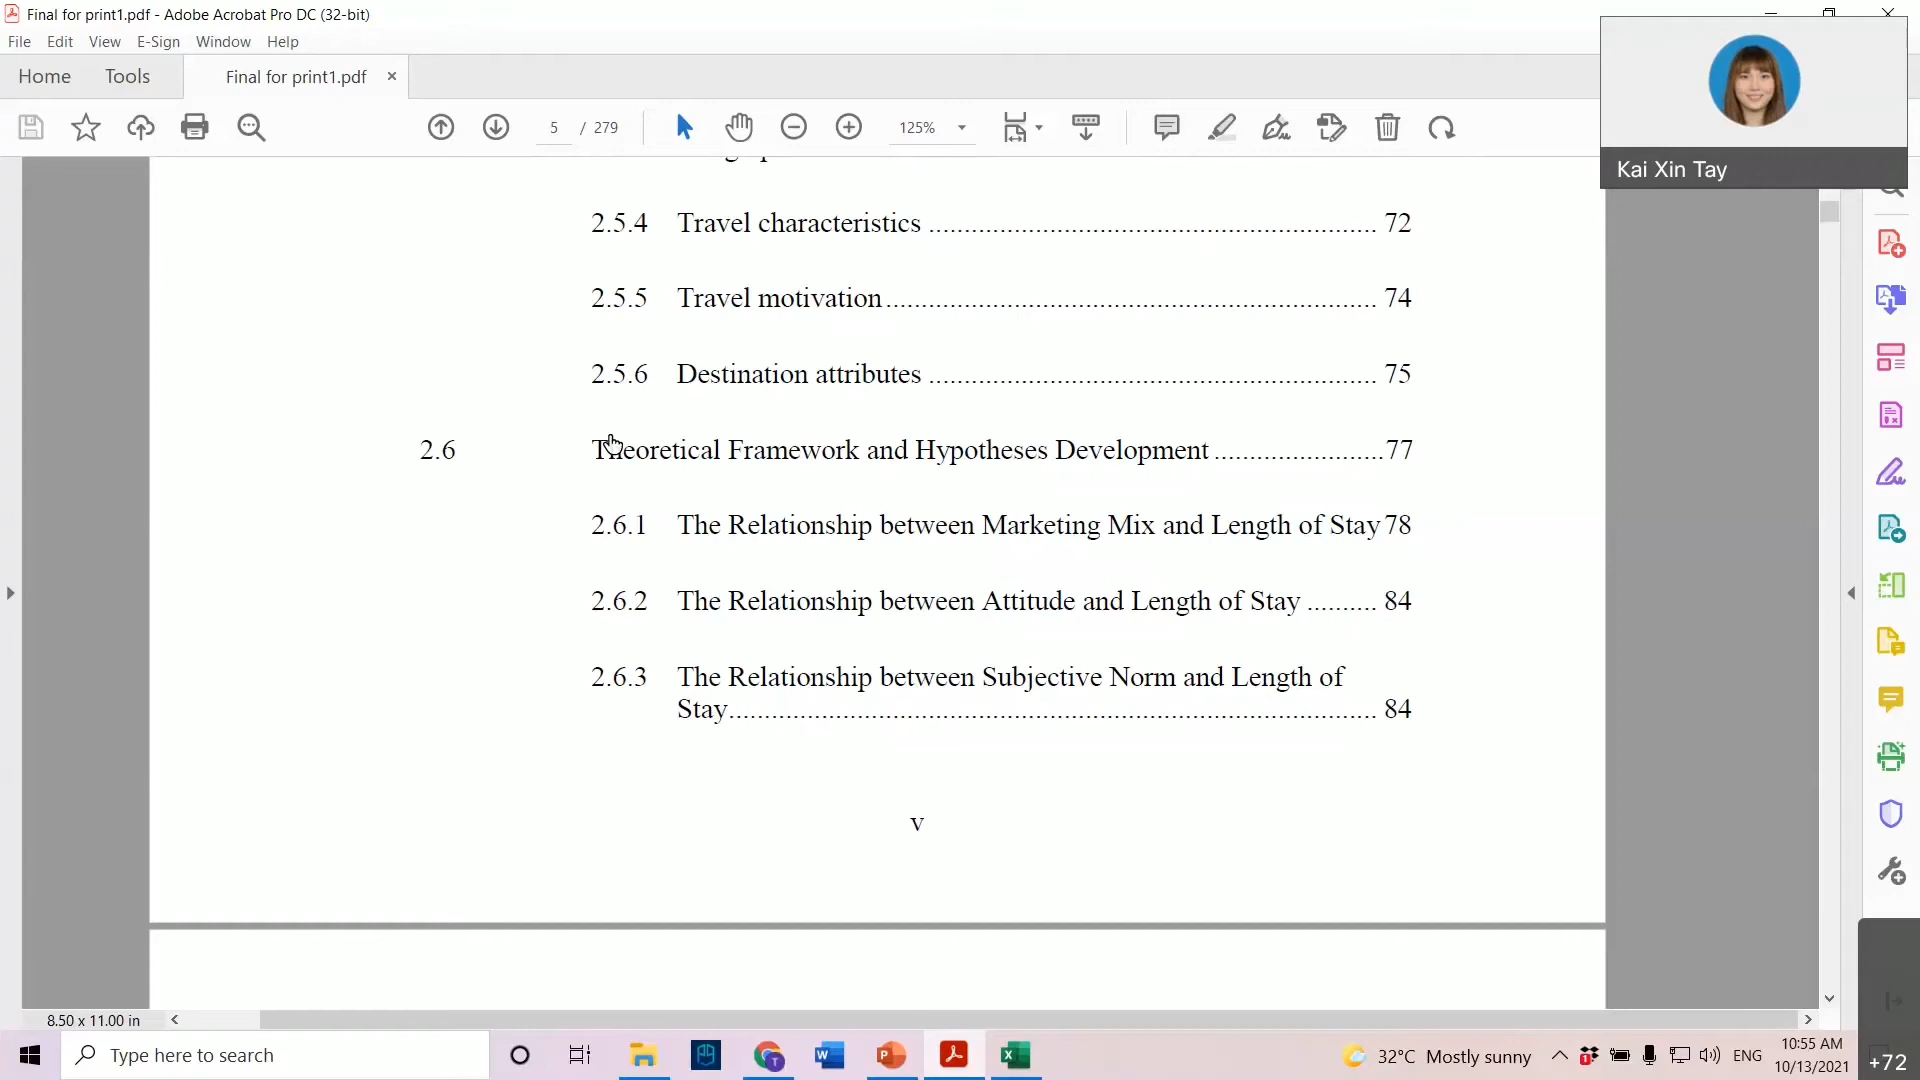 Final for print1.pdf - Adobe Acrobat Pro DC (32-bit)
File Edit View E-Sign Window Help
Home Tools Final for print1.pdf ×
5 / 279 125%
Kai Xin Tay
2.5.4 Travel characteristics ................................................................ 72
2.5.5 Travel motivation ...................................................................... 74
2.5.6 Destination attributes ................................................................ 75
2.6 Theoretical Framework and Hypotheses Development ........................ 77
2.6.1 The Relationship between Marketing Mix and Length of Stay 78
2.6.2 The Relationship between Attitude and Length of Stay .......... 84
2.6.3 The Relationship between Subjective Norm and Length of
Stay............................................................................................. 84
v
8.50 x 11.00 in
Type here to search
32°C Mostly sunny
ENG
10:55 AM
10/13/2021
+72